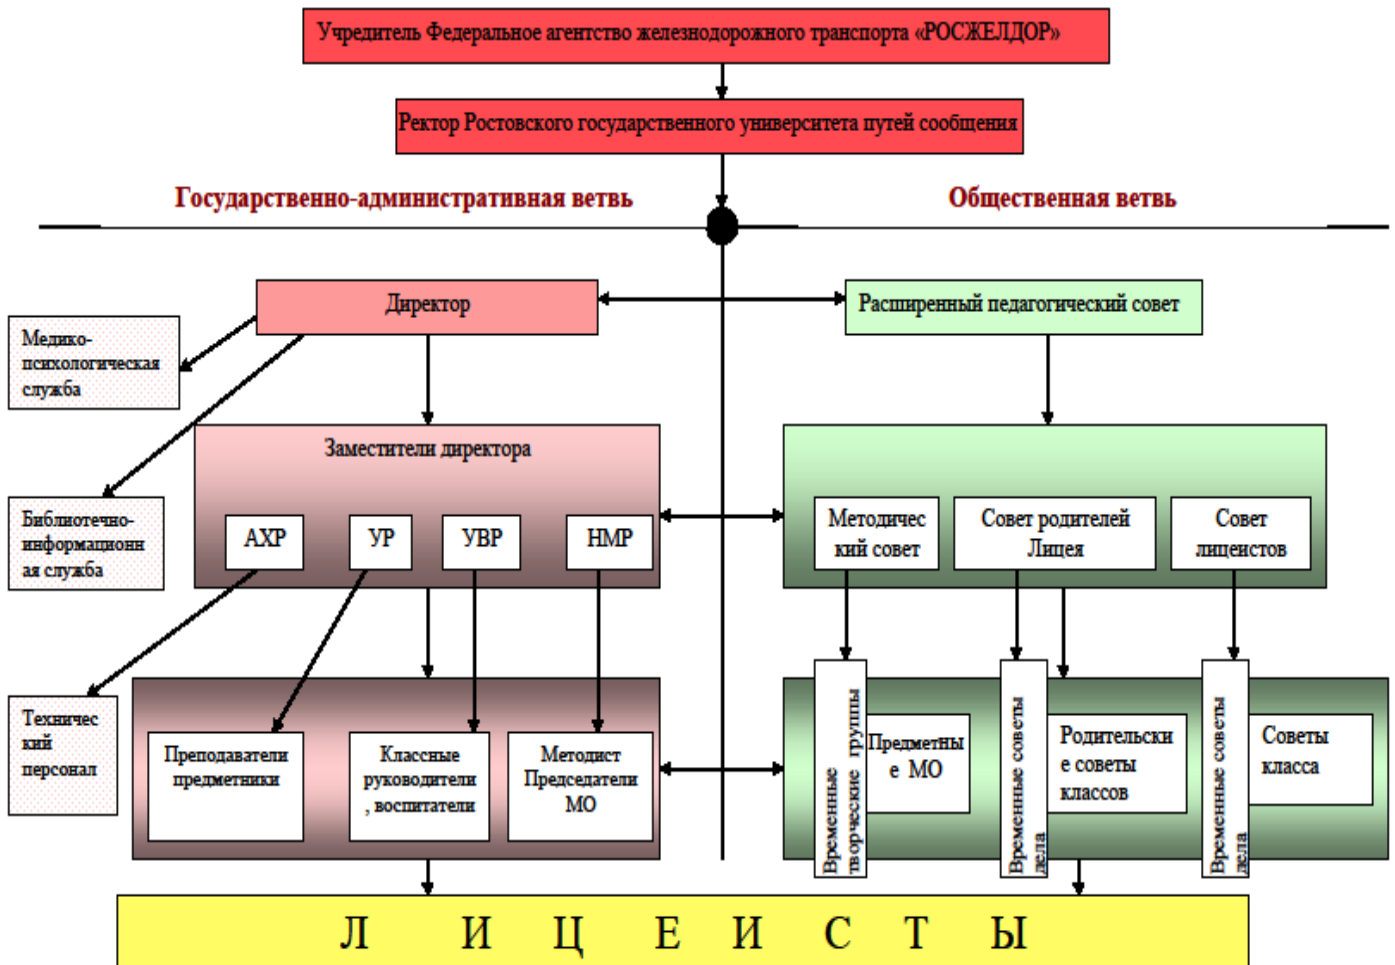 Учредитель Федеральное агентство железнодорожного транспорта «РОСЖЕЛДОР»
Ректор Ростовского государственного университета путей сообщения
Государственно-административная ветвь
Общественная ветвь
Директор
Расширенный педагогический совет
Медико-
психологическая
служба
Заместители директора
Библиотечно-
информационн
ая служба
АХР
УР
УВР
НМР
Методичес
кий совет
Совет родителей
Лицея
Совет
лицеистов
Техничес
кий
персонал
Преподаватели
предметники
Классные
руководители
, воспитатели
Методист
Председатели
МО
Временные
творческие группы
Предметны
е МО
Временные советы
дела
Родительски
е советы
классов
Временные советы
дела
Советы
класса
Л И Ц Е И С Т Ы